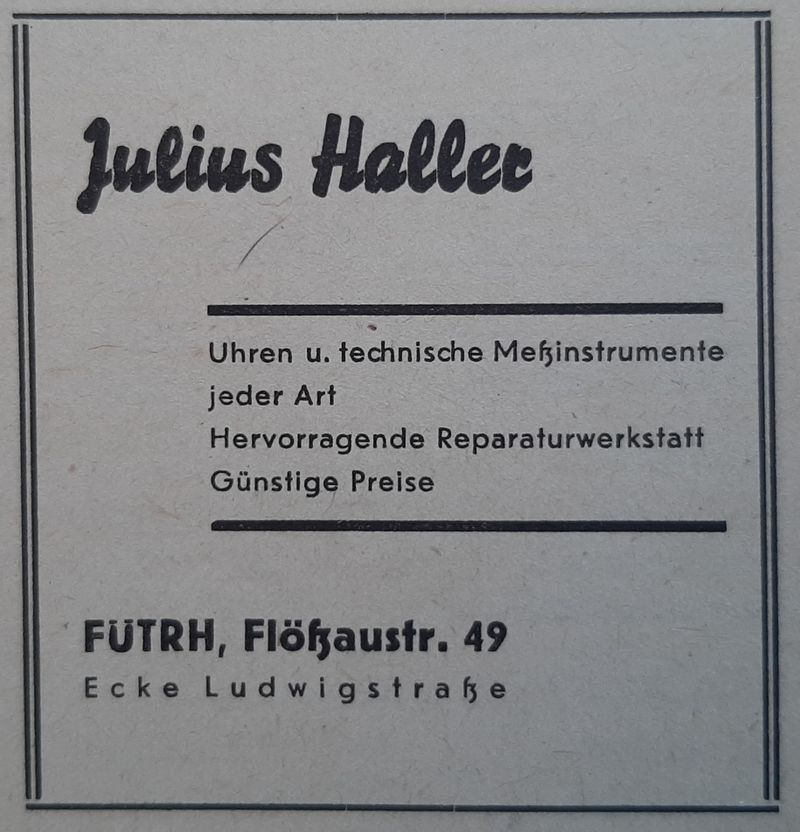 Julius Haller
Uhren u. technische Meßinstrumente
jeder Art
Hervorragende Reparaturwerkstatt
Günstige Preise
FÜTRH, Flößaustr. 49
Ecke Ludwigstraße